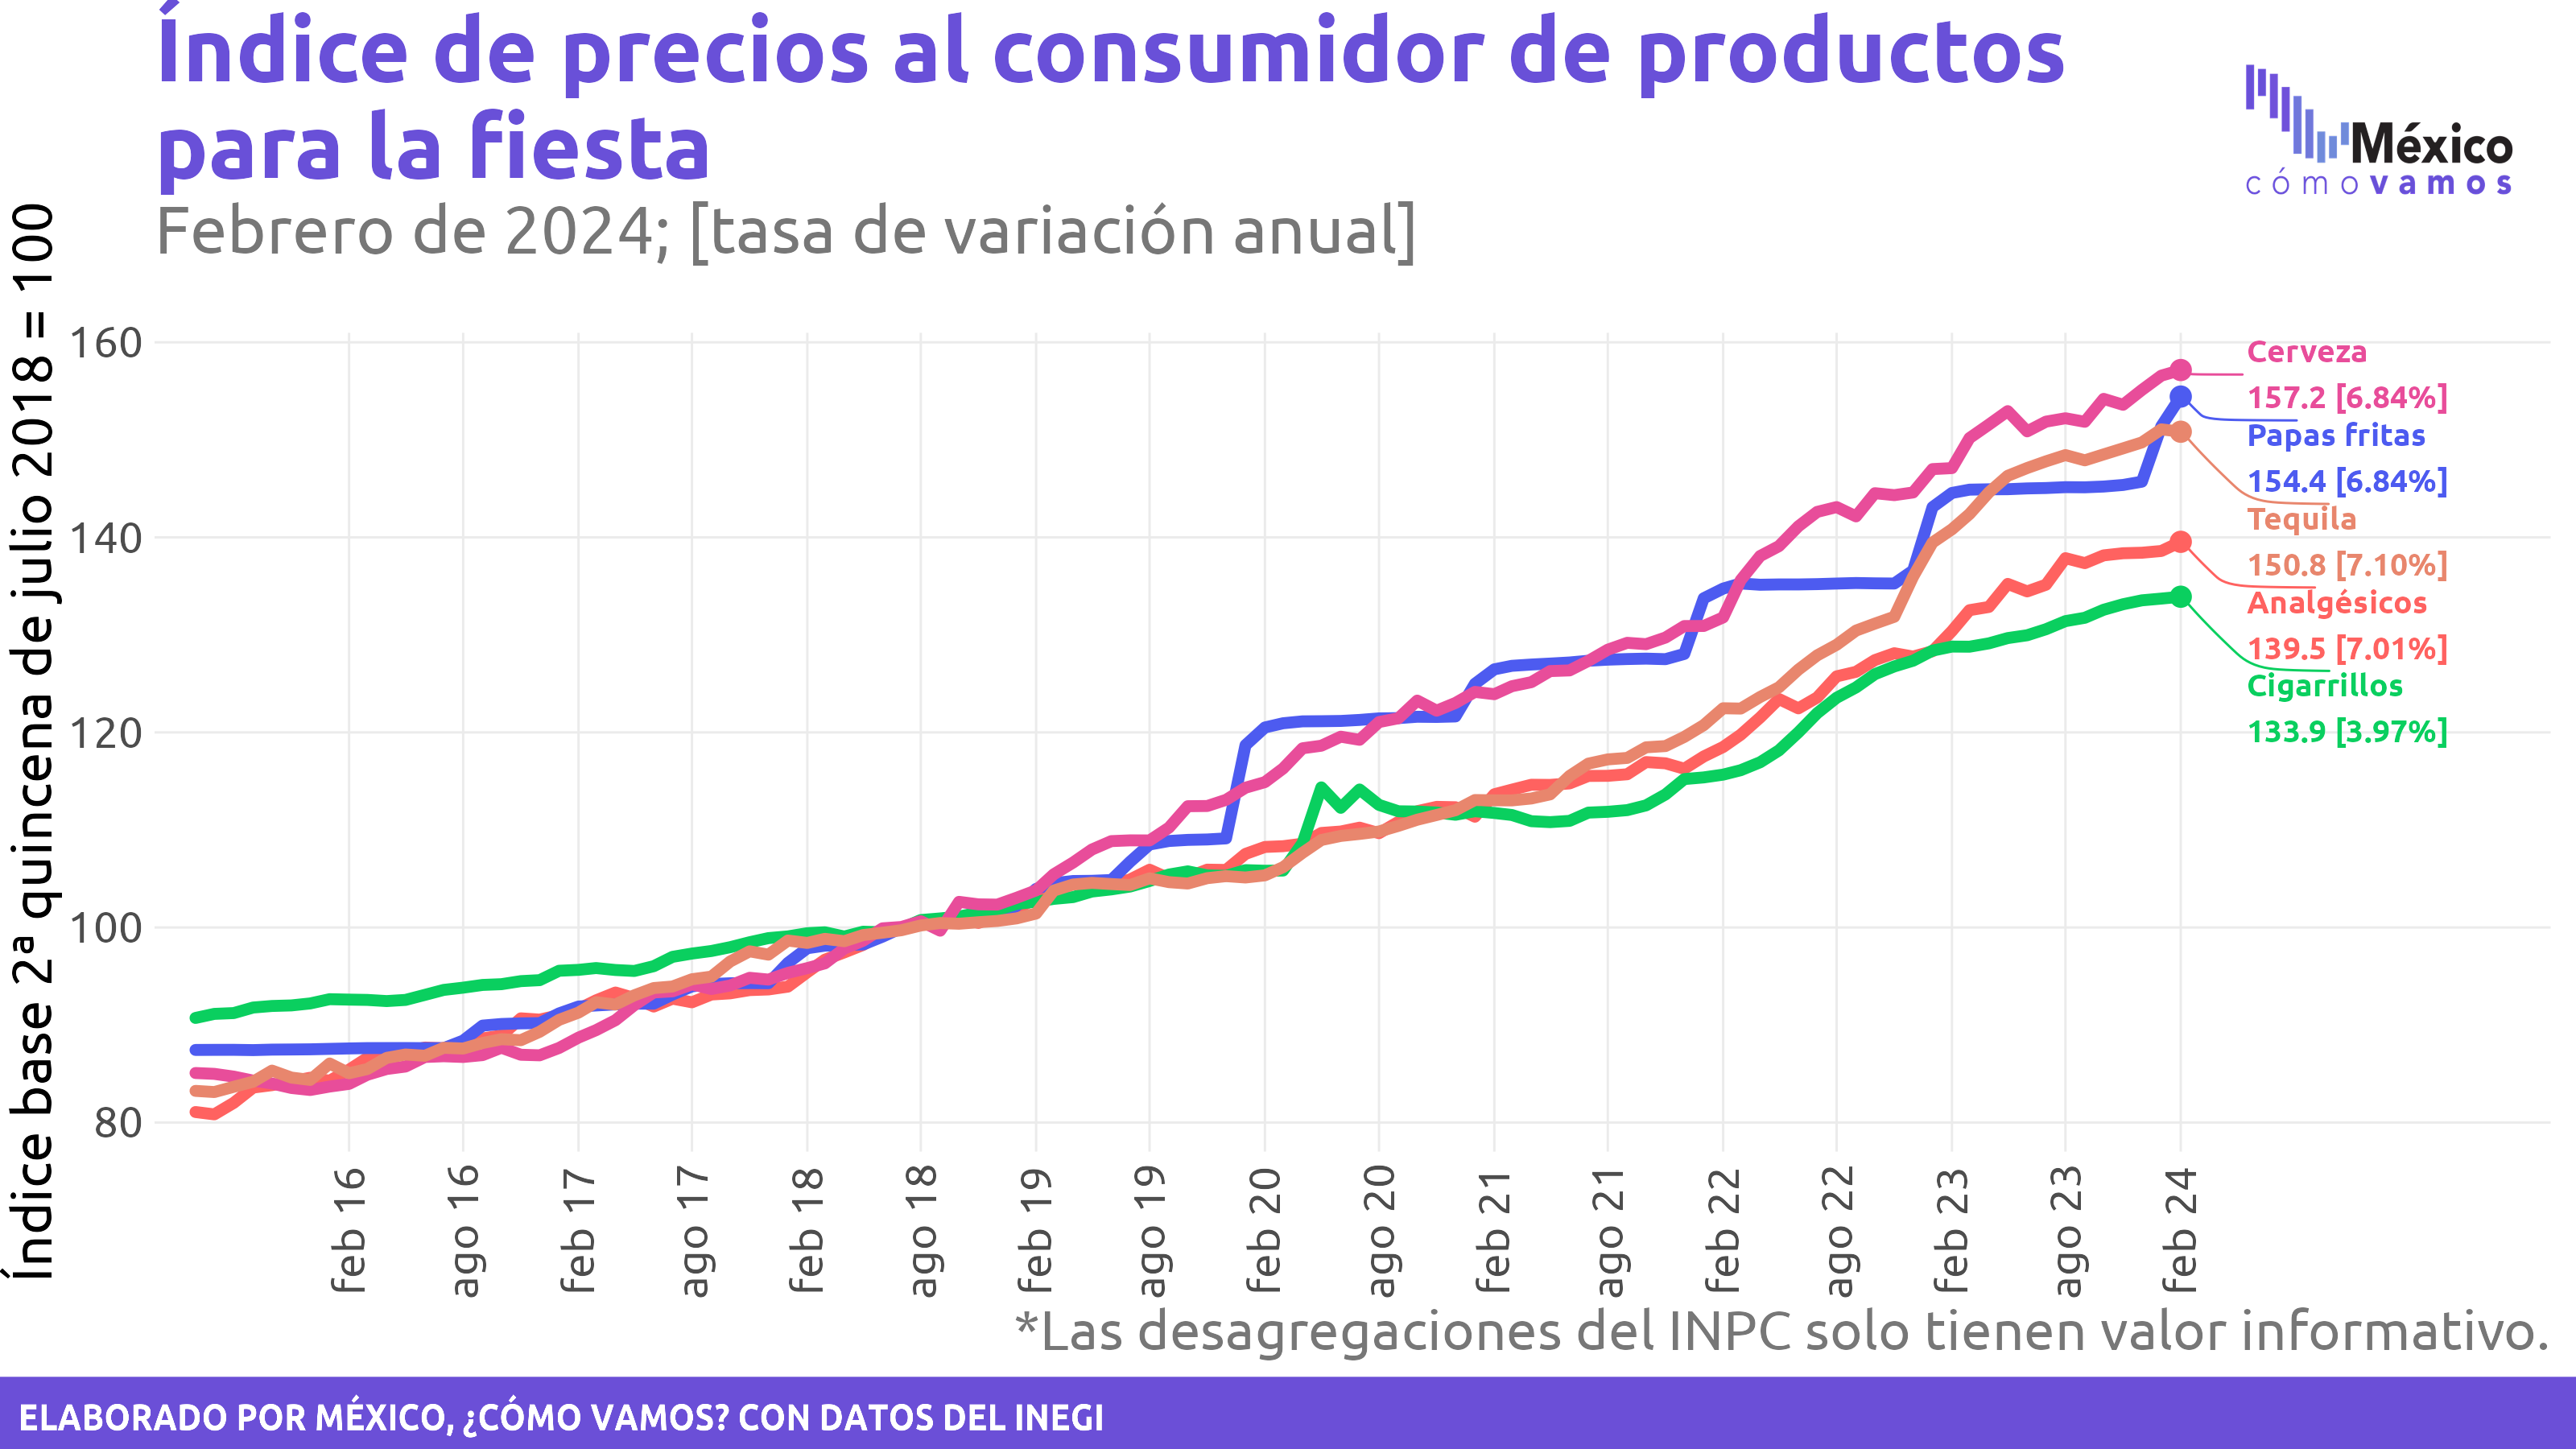 Índice de precios al consumidor de productos
para la fiesta
Febrero de 2024; [tasa de variación anual]
México
cómo vamos
Índice base 2ª quincena de julio 2018 = 100
160
140
120
100
80
Cerveza
157.2 [6.84%]
Papas fritas
154.4 [6.84%]
Tequila
150.8 [7.10%]
Analgésicos
139.5 [7.01%]
Cigarrillos
133.9 [3.97%]
feb 16
ago 16
feb 17
ago 17
feb 18
ago 18
feb 19
ago 19
feb 20
ago 20
feb 21
ago 21
feb 22
ago 22
feb 23
ago 23
feb 24
*Las desagregaciones del INPC solo tienen valor informativo.
ELABORADO POR MÉXICO, ¿CÓMO VAMOS? CON DATOS DEL INEGI